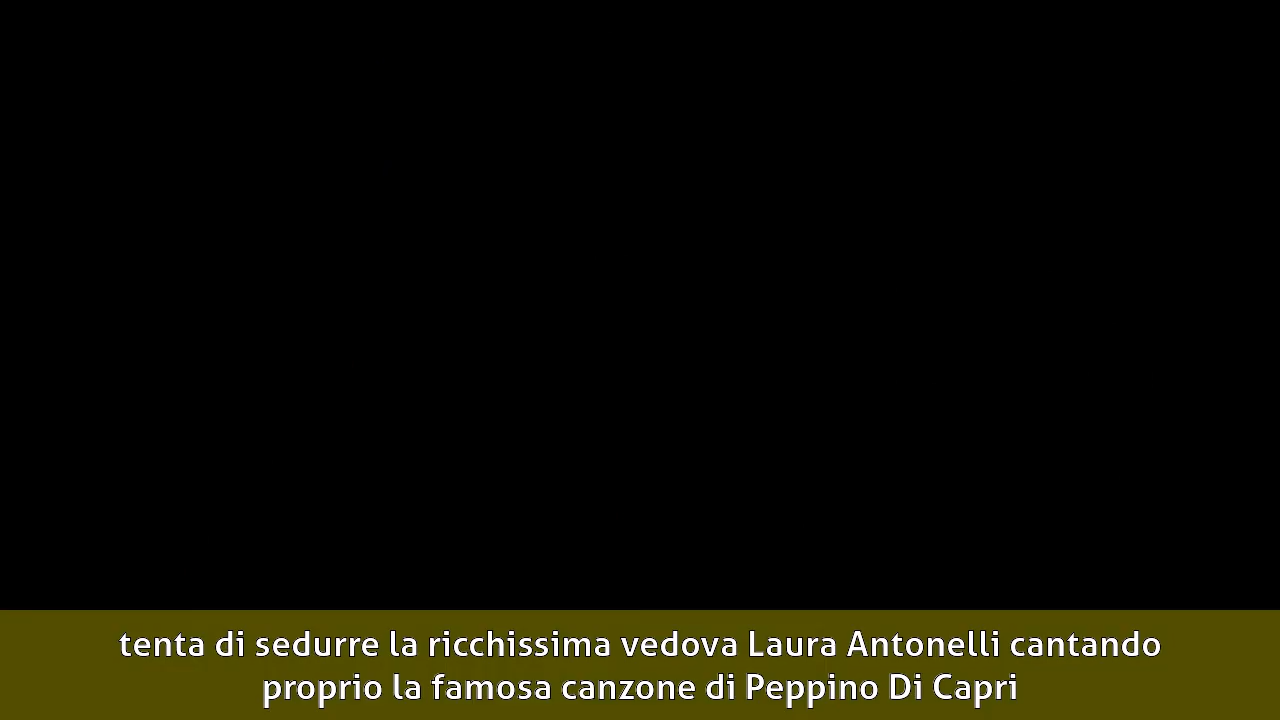 tenta di sedurre la ricchissima vedova Laura Antonelli cantando
proprio la famosa canzone di Peppino Di Capri